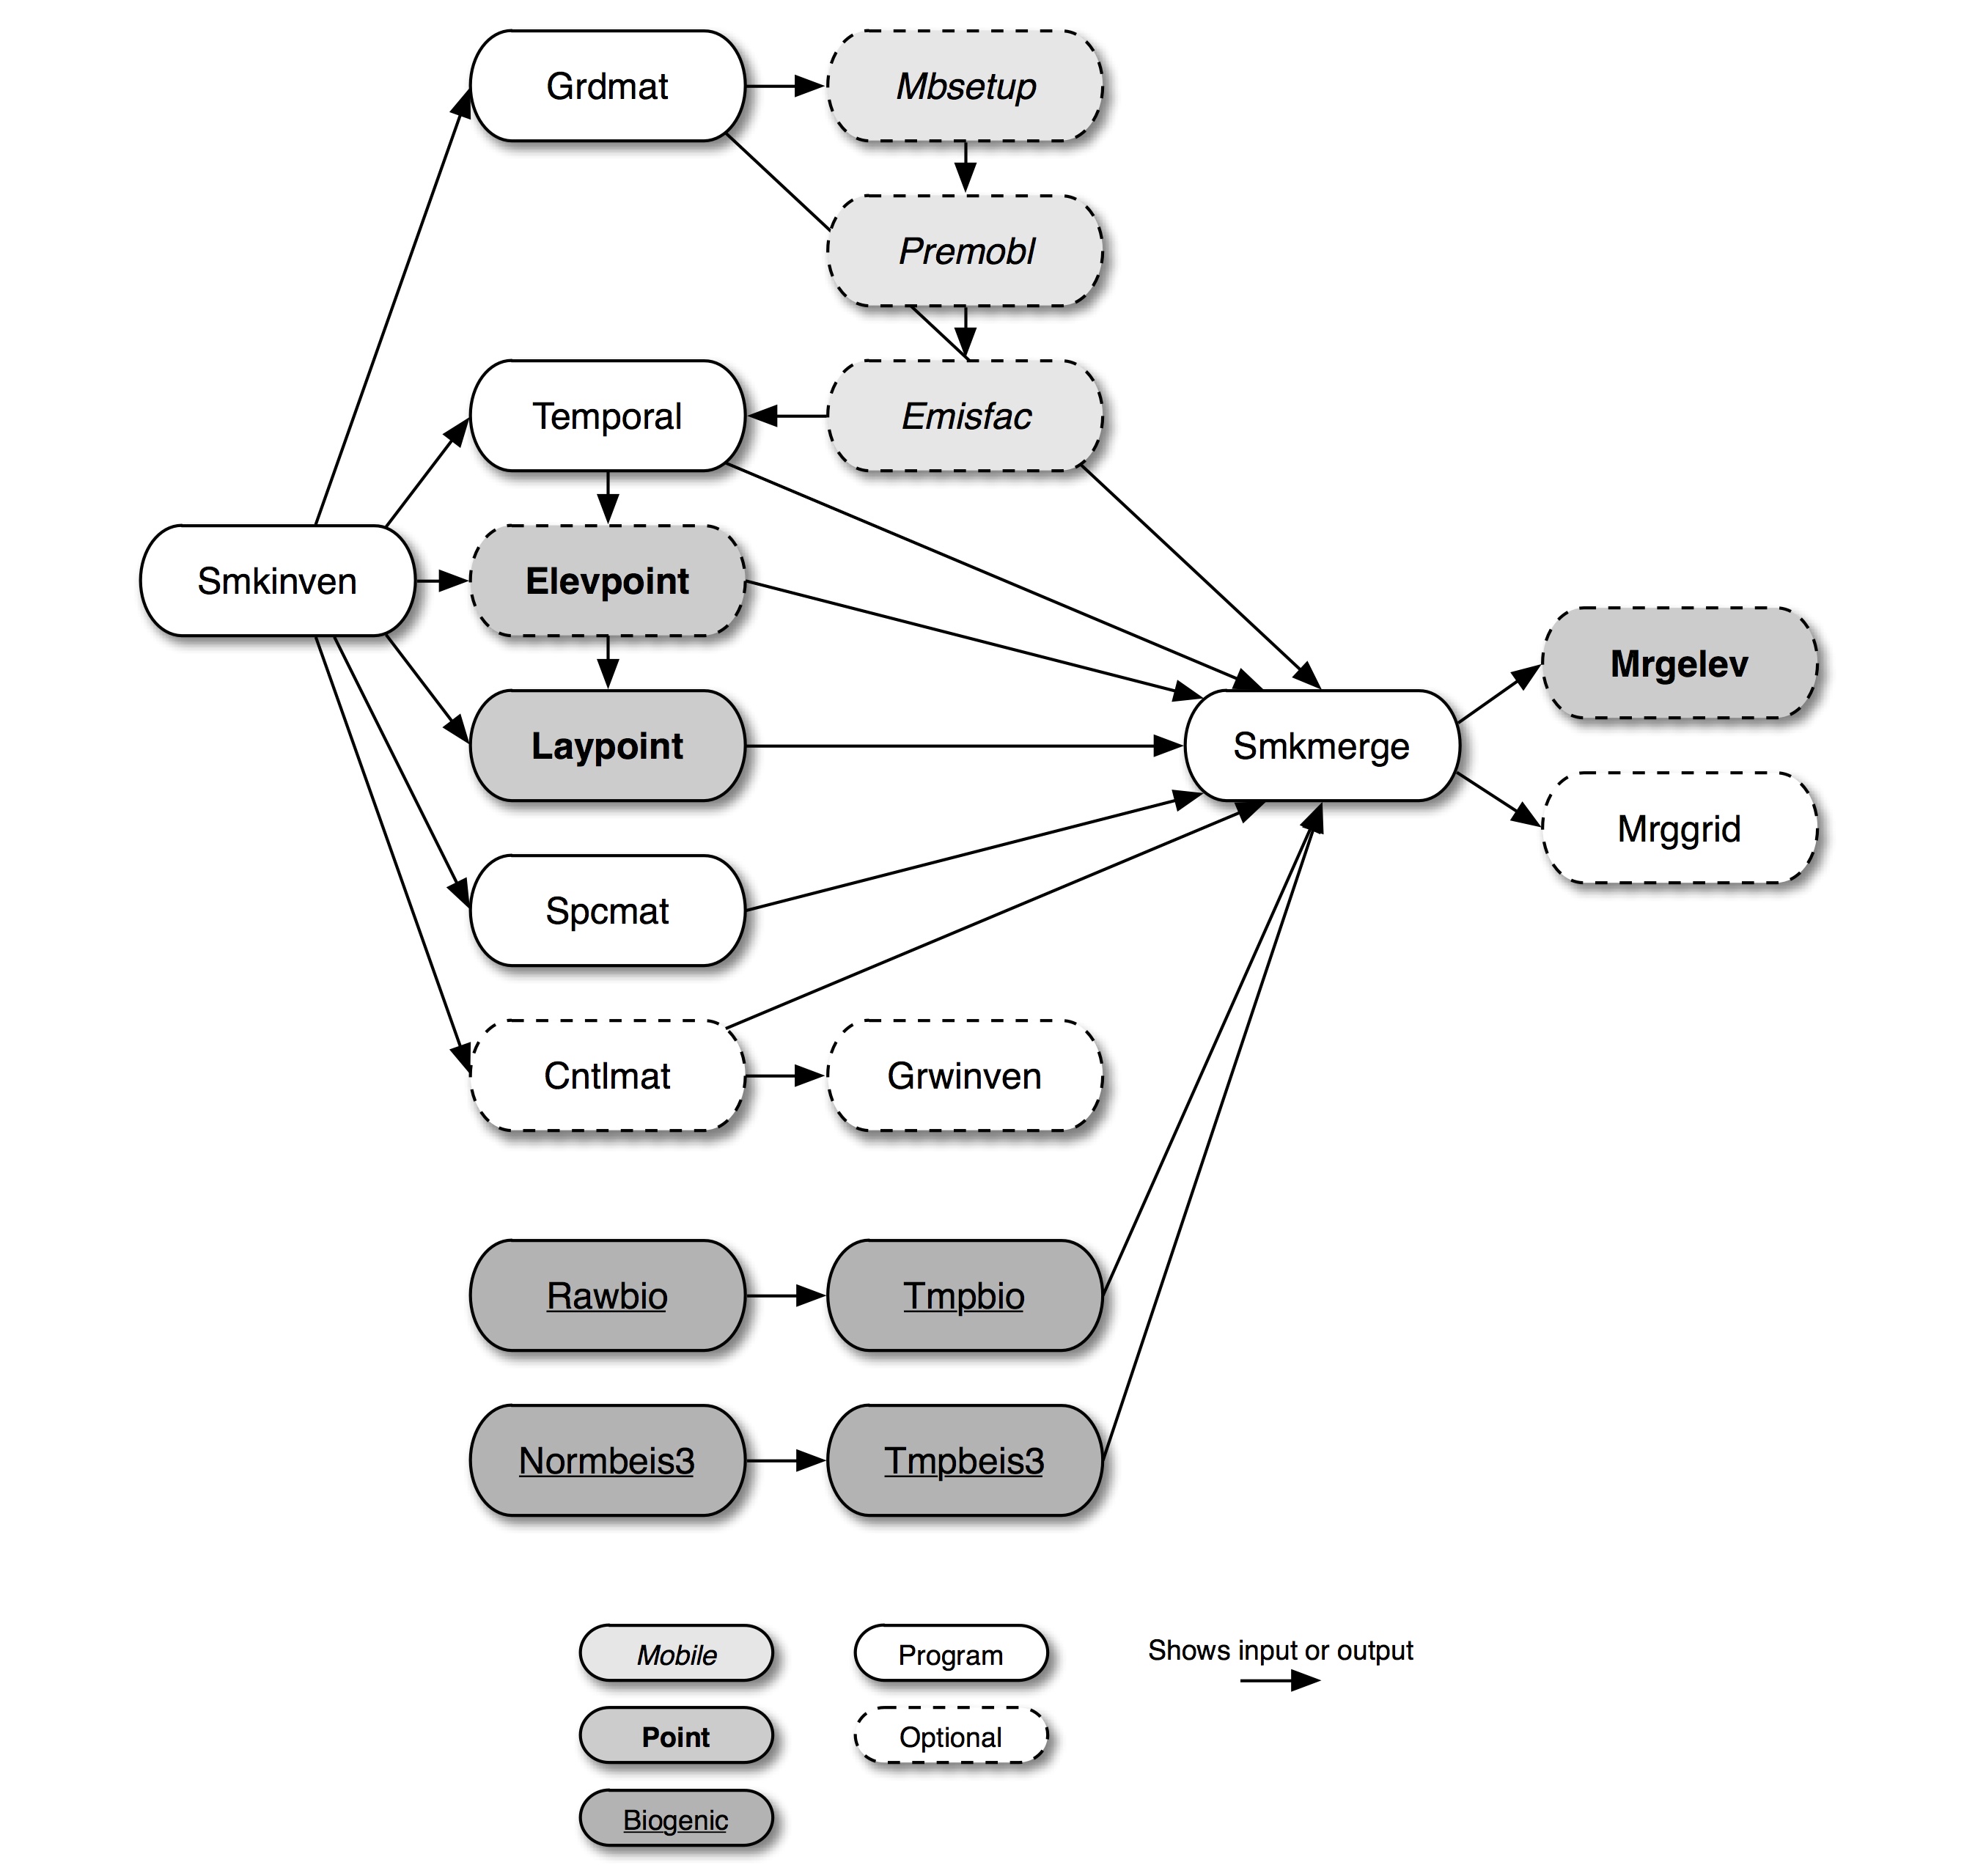 Grdmat
Mbsetup
Premobl
Temporal
Emisfac
Smkinven
Elevpoint
Laypoint
Smkmerge
Mrgelev
Mrggrid
Spcmat
Cntlmat
Grwinven
Rawbio
Tmpbio
Normbeis3
Tmpbeis3
Mobile
Program
Shows input or output
Point
Optional
Biogenic